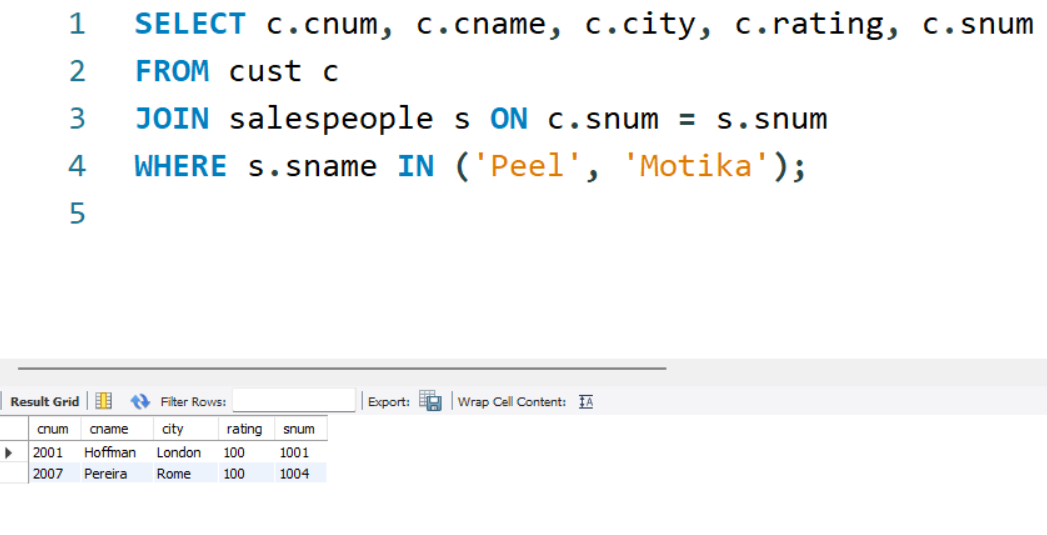 1 SELECT c.cnum, c.cname, c.city, c.rating, c.snum
2 FROM cust c
3 JOIN salespeople s ON c.snum = s.snum
4 WHERE s.sname IN ('Peel', 'Motika');
5
Result Grid Filter Rows: Export: Wrap Cell Content: IA
cnum cname city rating snum
2001 Hoffman London 100 1001
2007 Pereira Rome 100 1004